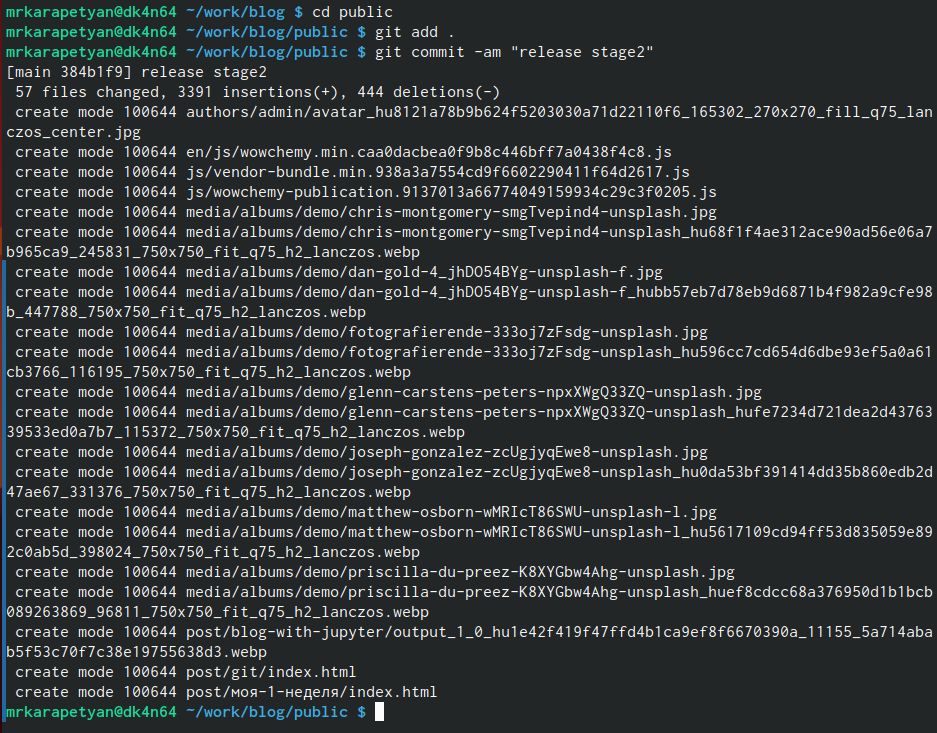 mrkarapetyan@dk4n64 ~/work/blog $ cd public
mrkarapetyan@dk4n64 ~/work/blog/public $ git add .
mrkarapetyan@dk4n64 ~/work/blog/public $ git commit -am "release stage2"
[main 384b1f9] release stage2
 57 files changed, 3391 insertions(+), 444 deletions(-)
 create mode 100644 authors/admin/avatar_hu8121a78b9b624f5203030a71d22110f6_165302_270x270_fill_q75_lan
czos_center.jpg
 create mode 100644 en/js/wowchemy.min.caa0dacbea0f9b8c446bff7a0438f4c8.js
 create mode 100644 js/vendor-bundle.min.938a3a7554cd9f6602290411f64d2617.js
 create mode 100644 js/wowchemy-publication.9137013a66774049159934c29c3f0205.js
 create mode 100644 media/albums/demo/chris-montgomery-smgTvepind4-unsplash.jpg
 create mode 100644 media/albums/demo/chris-montgomery-smgTvepind4-unsplash_hu68f1f4ae312ace90ad56e06a7
b965ca9_245831_750x750_fit_q75_h2_lanczos.webp
 create mode 100644 media/albums/demo/dan-gold-4_jhDO54BYg-unsplash-f.jpg
 create mode 100644 media/albums/demo/dan-gold-4_jhDO54BYg-unsplash-f_hubb57eb7d78eb9d6871b4f982a9cfe98
b_447788_750x750_fit_q75_h2_lanczos.webp
 create mode 100644 media/albums/demo/fotografierende-333oj7zFsdg-unsplash.jpg
 create mode 100644 media/albums/demo/fotografierende-333oj7zFsdg-unsplash_hu596cc7cd654d6dbe93ef5a0a61
cb3766_116195_750x750_fit_q75_h2_lanczos.webp
 create mode 100644 media/albums/demo/glenn-carstens-peters-npxXWgQ33ZQ-unsplash.jpg
 create mode 100644 media/albums/demo/glenn-carstens-peters-npxXWgQ33ZQ-unsplash_hufe7234d721dea2d43763
39533ed0a7b7_115372_750x750_fit_q75_h2_lanczos.webp
 create mode 100644 media/albums/demo/joseph-gonzalez-zcUgjyqEwe8-unsplash.jpg
 create mode 100644 media/albums/demo/joseph-gonzalez-zcUgjyqEwe8-unsplash_hu0da53bf391414dd35b860edb2d
47ae67_331376_750x750_fit_q75_h2_lanczos.webp
 create mode 100644 media/albums/demo/matthew-osborn-wMRIcT86SWU-unsplash-l.jpg
 create mode 100644 media/albums/demo/matthew-osborn-wMRIcT86SWU-unsplash-l_hu5617109cd94ff53d835059e89
2c0ab5d_398024_750x750_fit_q75_h2_lanczos.webp
 create mode 100644 media/albums/demo/priscilla-du-preez-K8XYGbw4Ahg-unsplash.jpg
 create mode 100644 media/albums/demo/priscilla-du-preez-K8XYGbw4Ahg-unsplash_huef8cdcc68a376950d1b1bcb
089263869_96811_750x750_fit_q75_h2_lanczos.webp
 create mode 100644 post/blog-with-jupyter/output_1_0_hu1e42f419f47ffd4b1ca9ef8f6670390a_11155_5a714aba
b5f53c70f7c38e19755638d3.webp
 create mode 100644 post/git/index.html
 create mode 100644 post/моя-1-неделя/index.html
mrkarapetyan@dk4n64 ~/work/blog/public $